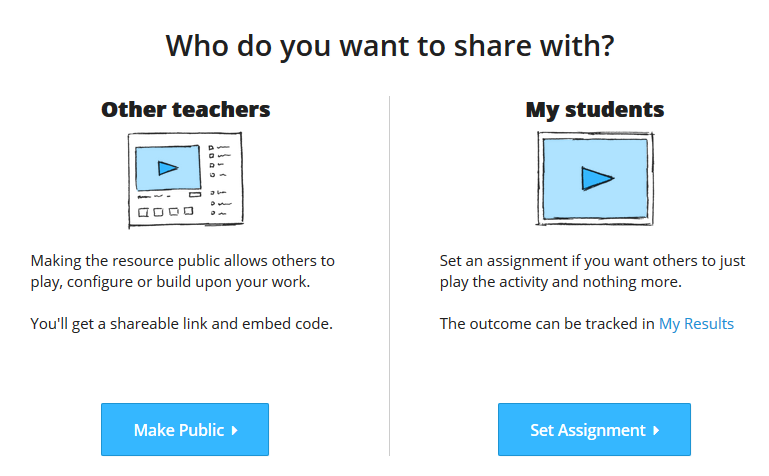 Who do you want to share with?
Other teachers
Making the resource public allows others to
play, configure or build upon your work.
You'll get a shareable link and embed code.
Make Public
My students
Set an assignment if you want others to just
play the activity and nothing more.
The outcome can be tracked in My Results
Set Assignment